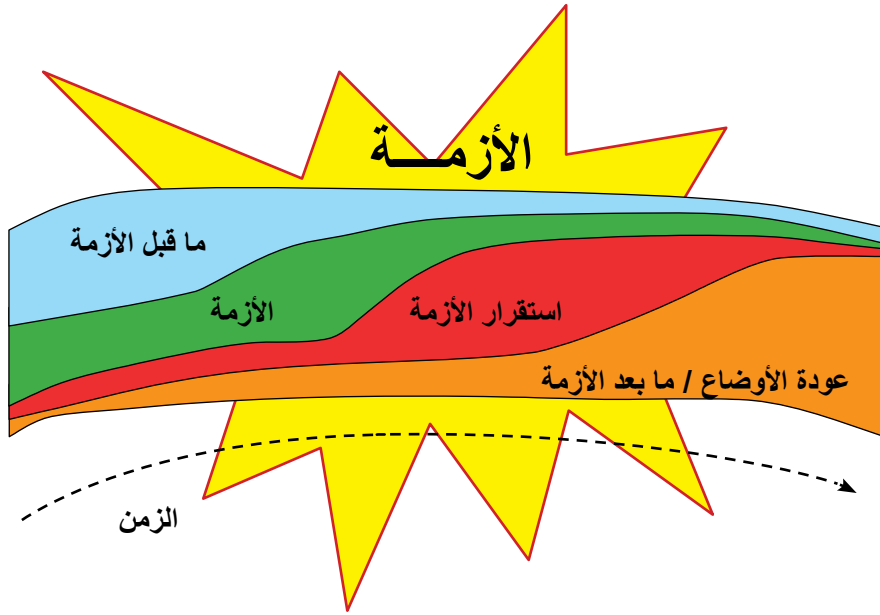 الأزمـــة
ما قبل الأزمة
الأزمة
استقرار الأزمة
عودة الأوضاع / ما بعد الأزمة
الزمن